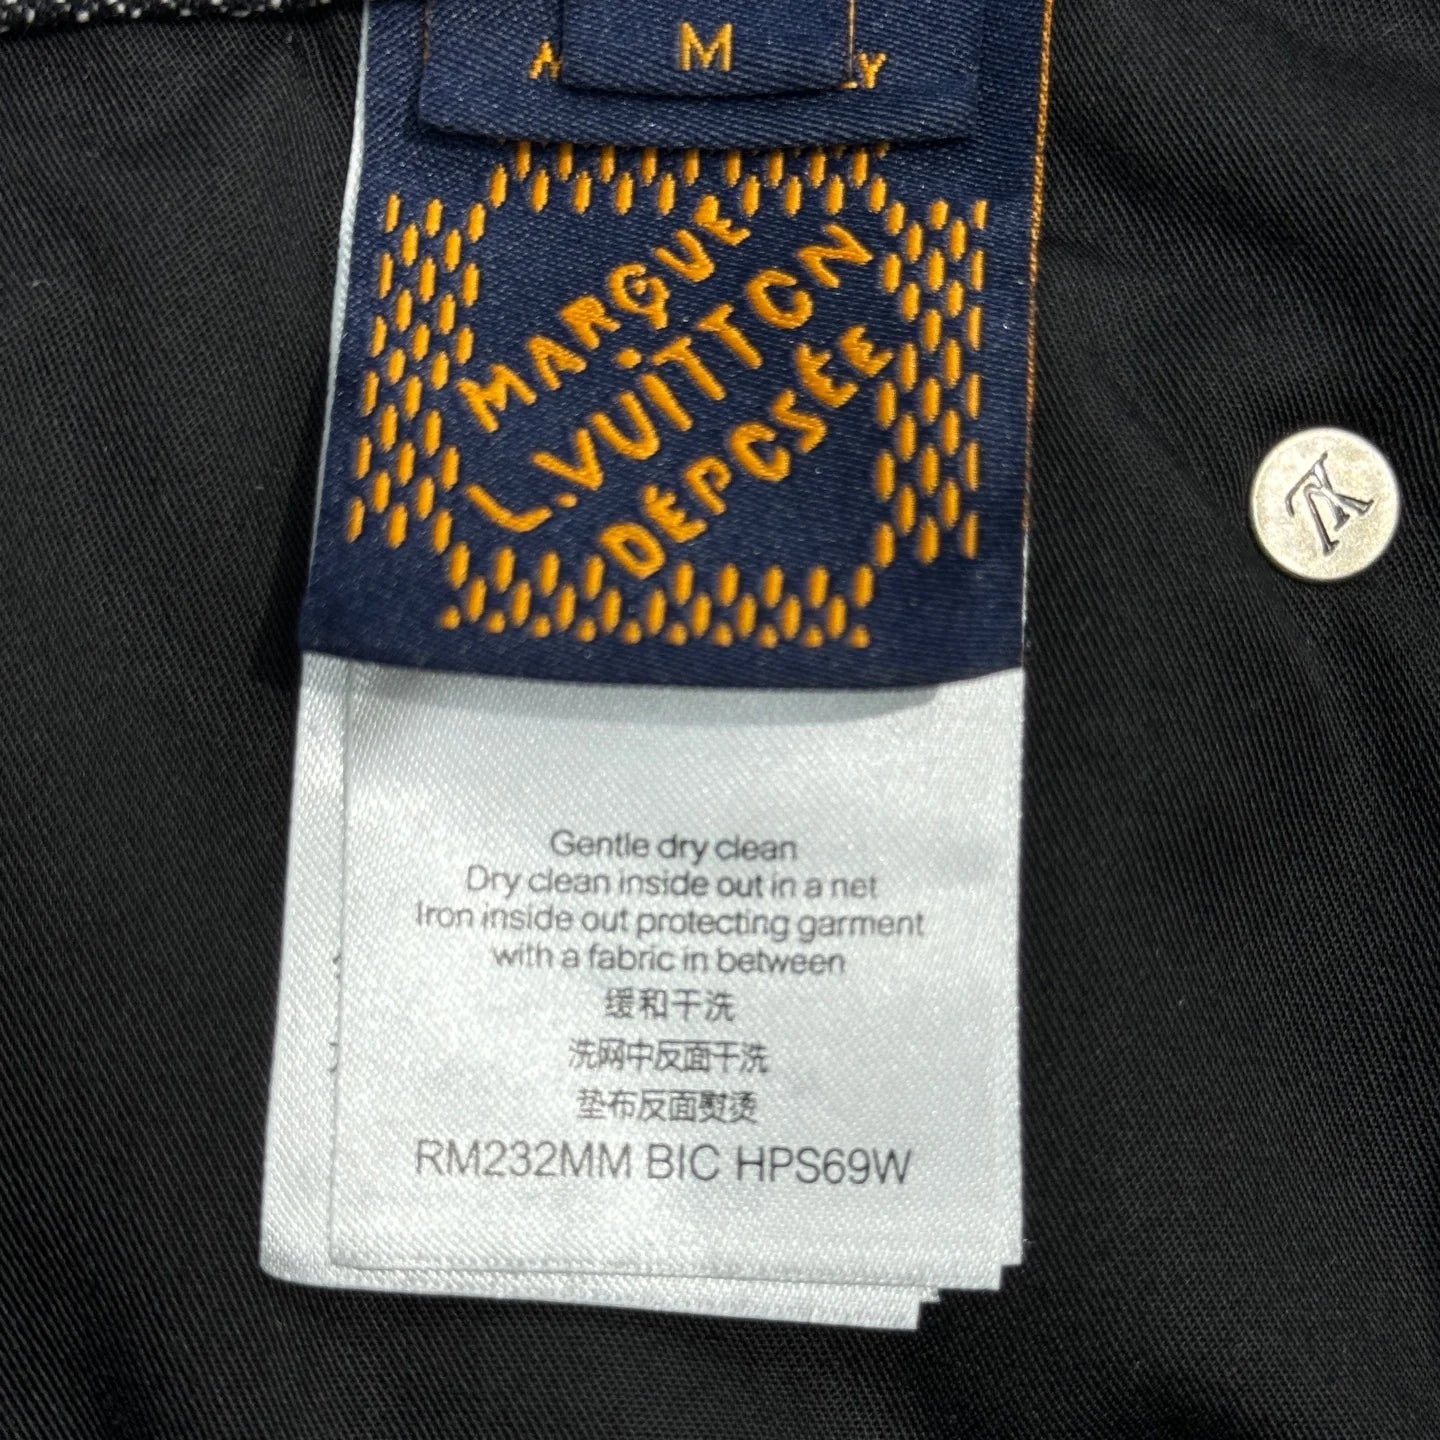 M
Y
MARQUE
L.VUITTON
DÉPOSÉE
LV
Gentle dry clean
Dry clean inside out in a net
Iron inside out protecting garment
with a fabric in between
缓和干洗
洗网中反面干洗
垫布反面熨烫
RM232MM BIC HPS69W